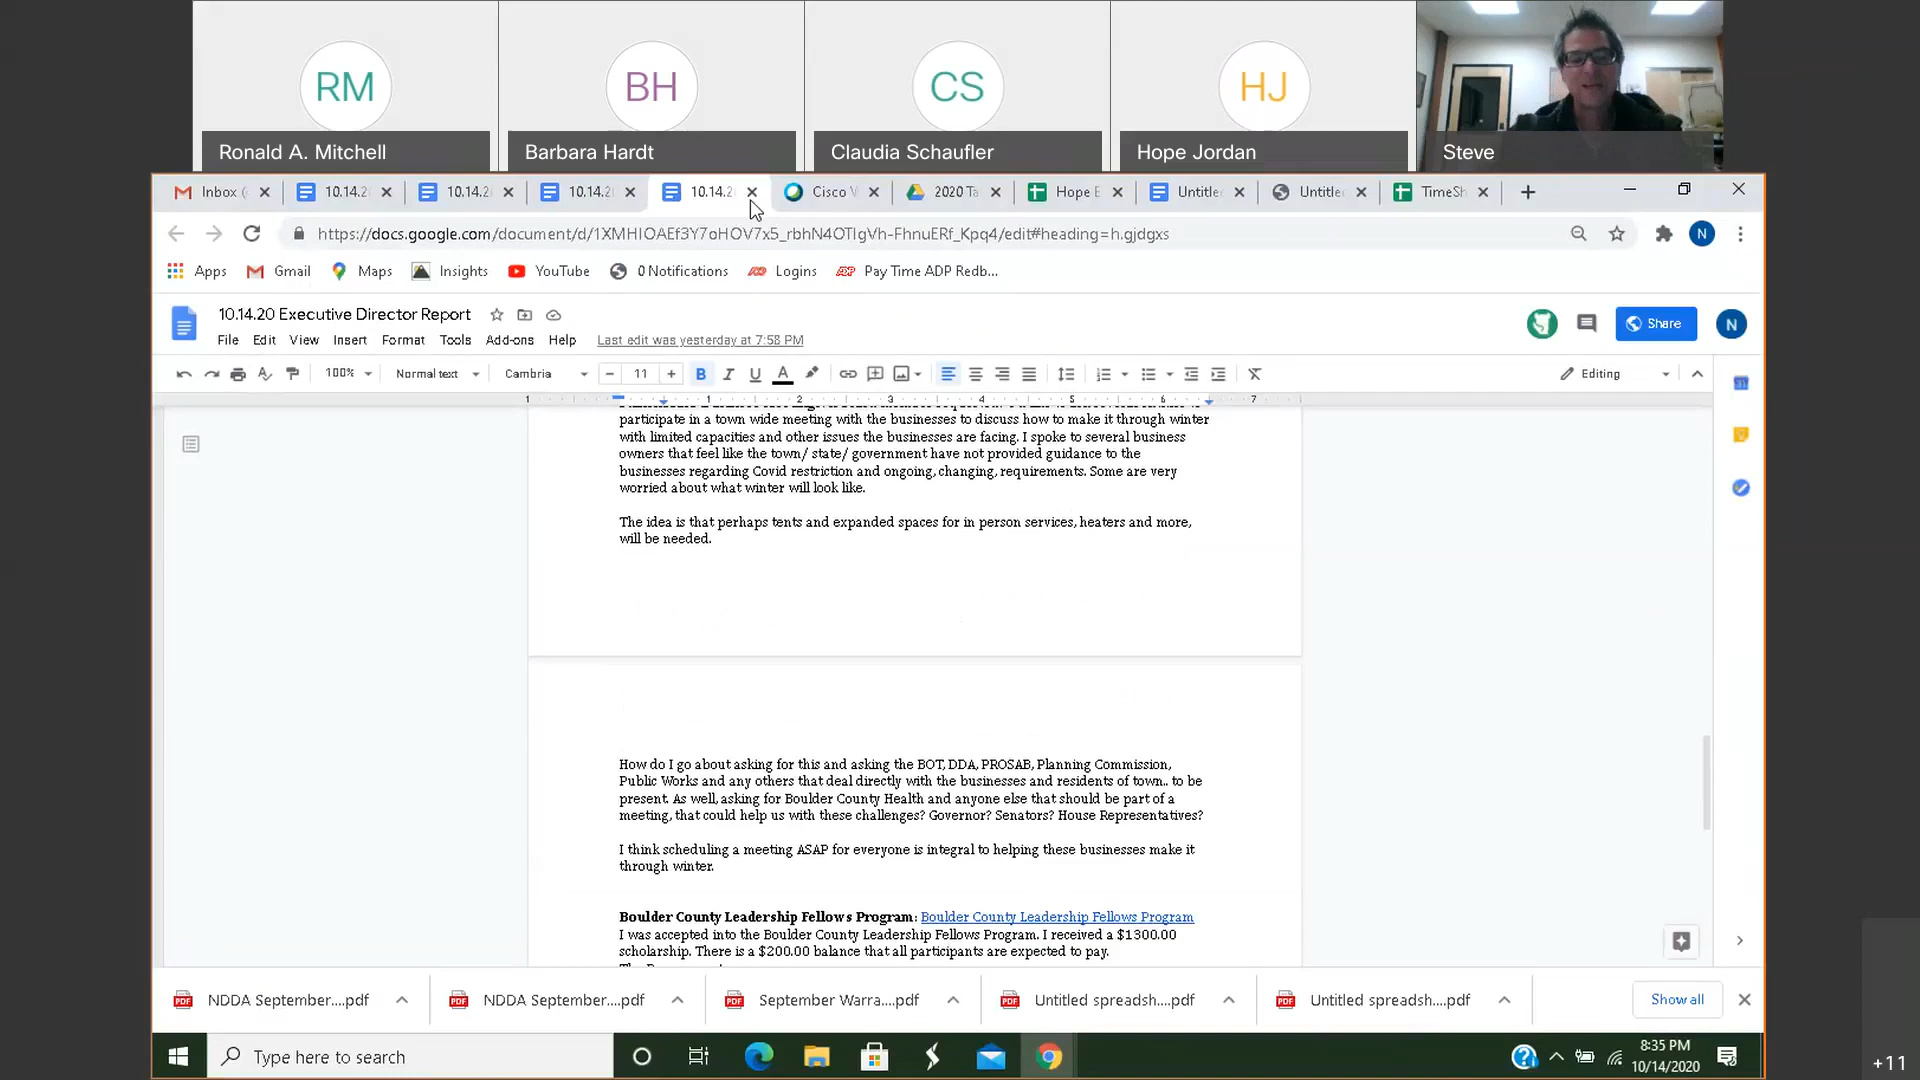 RM
BH
CS
HJ
Ronald A. Mitchell
Barbara Hardt
Claudia Schaufler
Hope Jordan
Steve
Inbox (
10.14.2
10.14.2
10.14.2
10.14.2
Cisco
2020 Ta
Hope E
Untitle
Untitle
TimeSh
https://docs.google.com/document/d/1XMHIOAEf3Y7oHOV7x5_rbhN4OTlgVh-FhnuERf_Kpq4/edit#heading=h.gjdgxs
N
Apps
Gmail
Maps
Insights
YouTube
0 Notifications
Logins
Pay Time ADP Redb...
10.14.20 Executive Director Report
Share
N
File Edit View Insert Format Tools Add-ons Help
Last edit was yesterday at 7:58 PM
100%
Normal text
Cambria
11
B I U A
Editing
1 1 2 3 4 5 6 7
participate in a town wide meeting with the businesses to discuss how to make it through winter
with limited capacities and other issues the businesses are facing. I spoke to several business
owners that feel like the town/ state/ government have not provided guidance to the
businesses regarding Covid restriction and ongoing, changing, requirements. Some are very
worried about what winter will look like.
The idea is that perhaps tents and expanded spaces for in person services, heaters and more,
will be needed.
How do I go about asking for this and asking the BOT, DDA, PROSAB, Planning Commission,
Public Works and any others that deal directly with the businesses and residents of town.. to be
present. As well, asking for Boulder County Health and anyone else that should be part of a
meeting, that could help us with these challenges? Governor? Senators? House Representatives?
I think scheduling a meeting ASAP for everyone is integral to helping these businesses make it
through winter.
Boulder County Leadership Fellows Program: Boulder County Leadership Fellows Program
I was accepted into the Boulder County Leadership Fellows Program. I received a $1300.00
scholarship. There is a $200.00 balance that all participants are expected to pay.
NDDA September....pdf
NDDA September....pdf
September Warra....pdf
Untitled spreadsh....pdf
Untitled spreadsh....pdf
Show all
Type here to search
8:35 PM
10/14/2020
+11